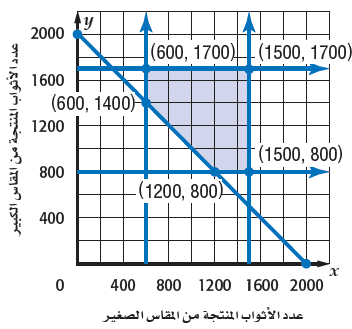 y
2000
(600, 1700) (1500, 1700)
1600
(600, 1400)
1200
(1500, 800)
800
(1200, 800)
400
x
0 400 800 1200 1600 2000
عدد الأثواب المنتجة من المقاس الكبير
عدد الأثواب المنتجة من المقاس الصغير